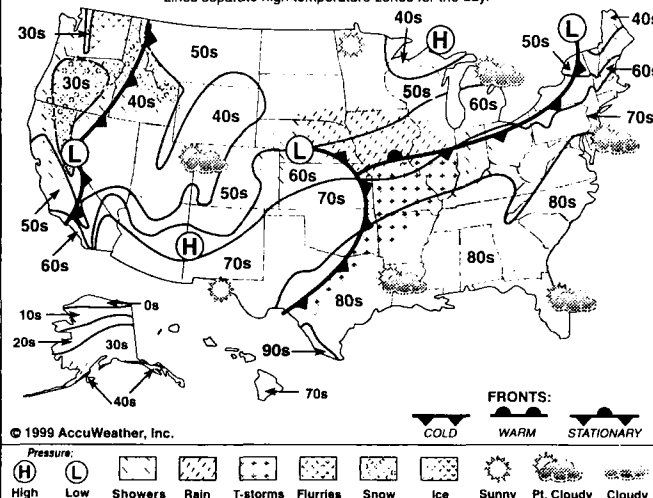 Lines separate high temperature zones for the day.
30s
50s
40s
H
L
50s
40s
30s
40s
40s
50s
60s
60s
70s
L
L
60s
50s
70s
80s
50s
60s
H
70s
80s
80s
0s
10s
20s
30s
40s
90s
70s
© 1999 AccuWeather, Inc.
FRONTS:
COLD WARM STATIONARY
Pressure:
H L
High Low Showers Rain T-storms Flurries Snow Ice Sunny Pt. Cloudy Cloudy